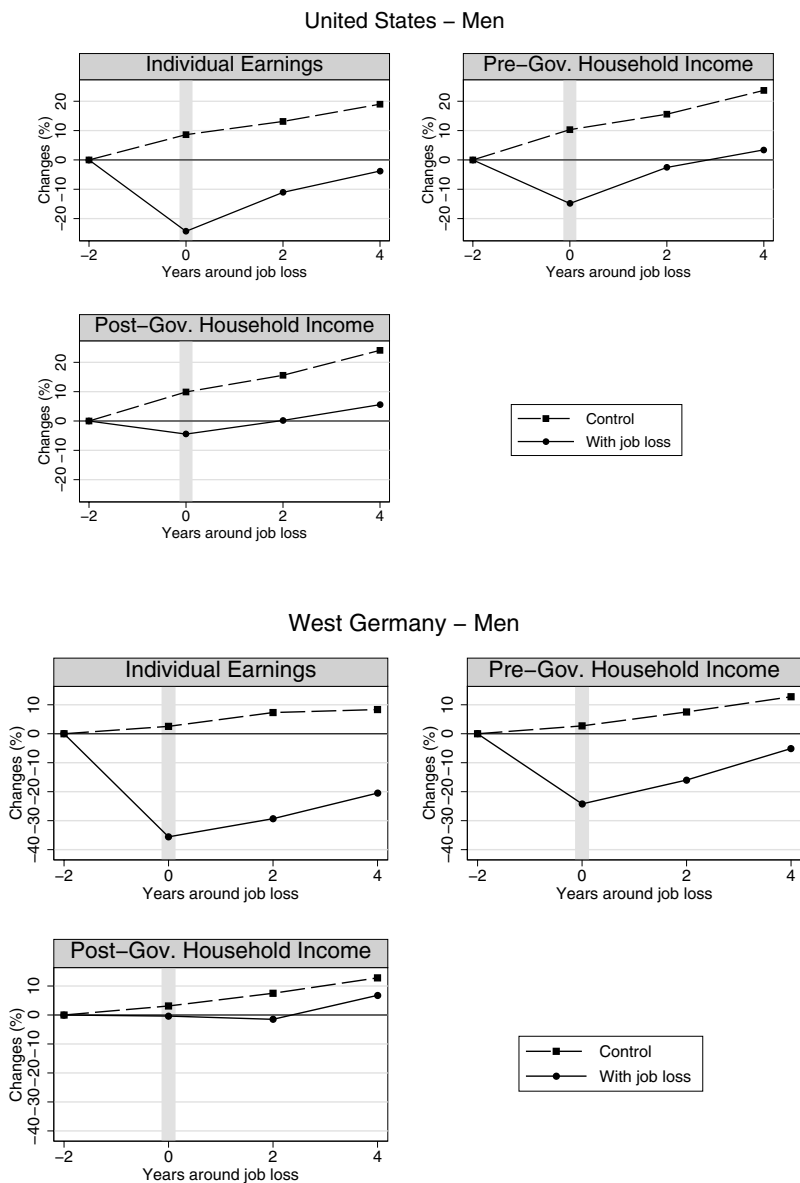 United States – Men
Individual Earnings
Changes (%)
20
10
0
−10
−20
−2 0 2 4
Years around job loss
Pre−Gov. Household Income
Changes (%)
20
10
0
−10
−20
−2 0 2 4
Years around job loss
Post−Gov. Household Income
Changes (%)
20
10
0
−10
−20
−2 0 2 4
Years around job loss
Control
With job loss
West Germany – Men
Individual Earnings
Changes (%)
10
0
−10
−20
−30
−40
−2 0 2 4
Years around job loss
Pre−Gov. Household Income
Changes (%)
10
0
−10
−20
−30
−40
−2 0 2 4
Years around job loss
Post−Gov. Household Income
Changes (%)
10
0
−10
−20
−30
−40
−2 0 2 4
Years around job loss
Control
With job loss